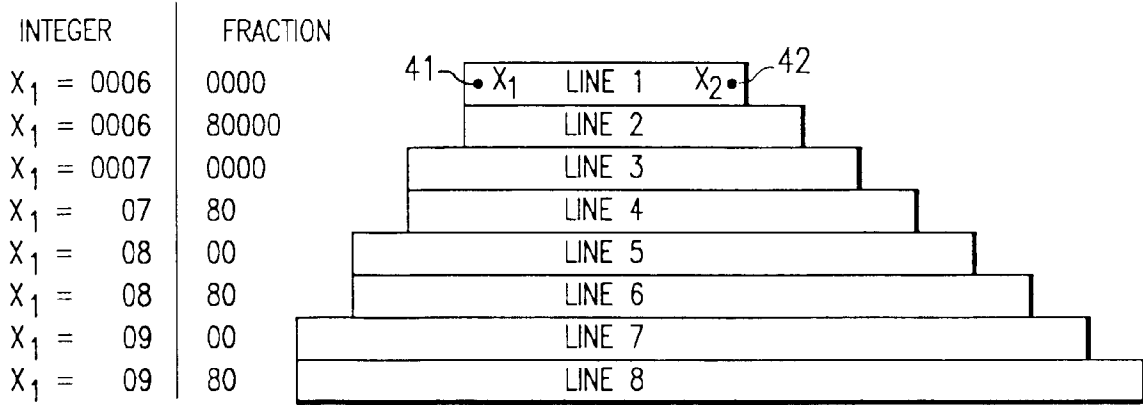 INTEGER FRACTION
X1 = 0006 0000 41 X1 LINE 1 X2 42
X1 = 0006 80000 LINE 2
X1 = 0007 0000 LINE 3
X1 = 07 80 LINE 4
X1 = 08 00 LINE 5
X1 = 08 80 LINE 6
X1 = 09 00 LINE 7
X1 = 09 80 LINE 8